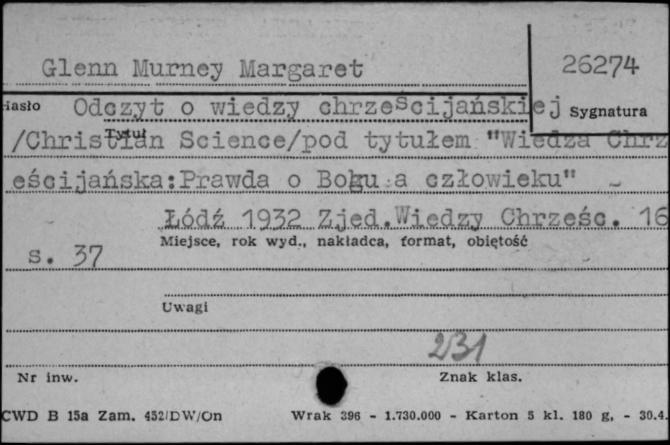 Glenn Murney Margaret
26274
Hasło
Odczyt o wiedzy chrześcijańskiej
Sygnatura
Tytuł
/Christian Science/pod tytułem "Wiedza Chrz
eścijańska:Prawda o Bogu a człowieku"
Łódź 1932 Zjed.Wiedzy Chrześc. 16
Miejsce, rok wyd., nakładca, format, objętość
s. 37
Uwagi
231
Nr inw.
Znak klas.
CWD B 15a Zam. 452/DW/On
Wrak 396 - 1.730.000 - Karton 5 kl. 180 g, - 30.4.